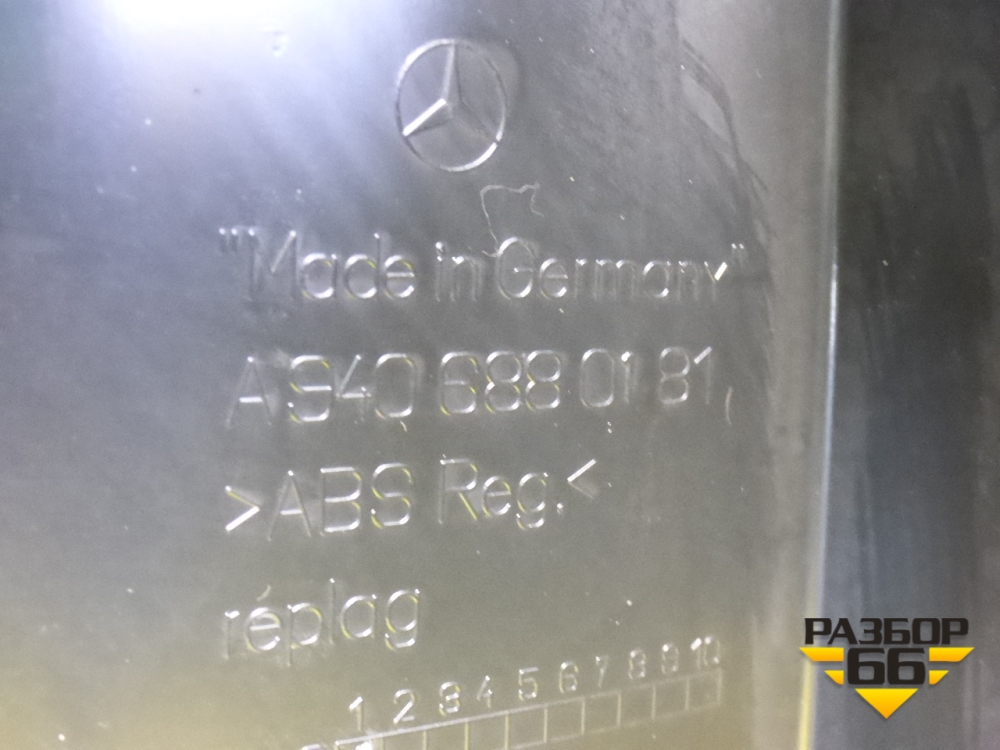 "Made in Germany"
A 940 688 01 81
>ABS Reg.<
réplag
1 2 3 4 5 6 7 8 9 10
РАЗБОР
66